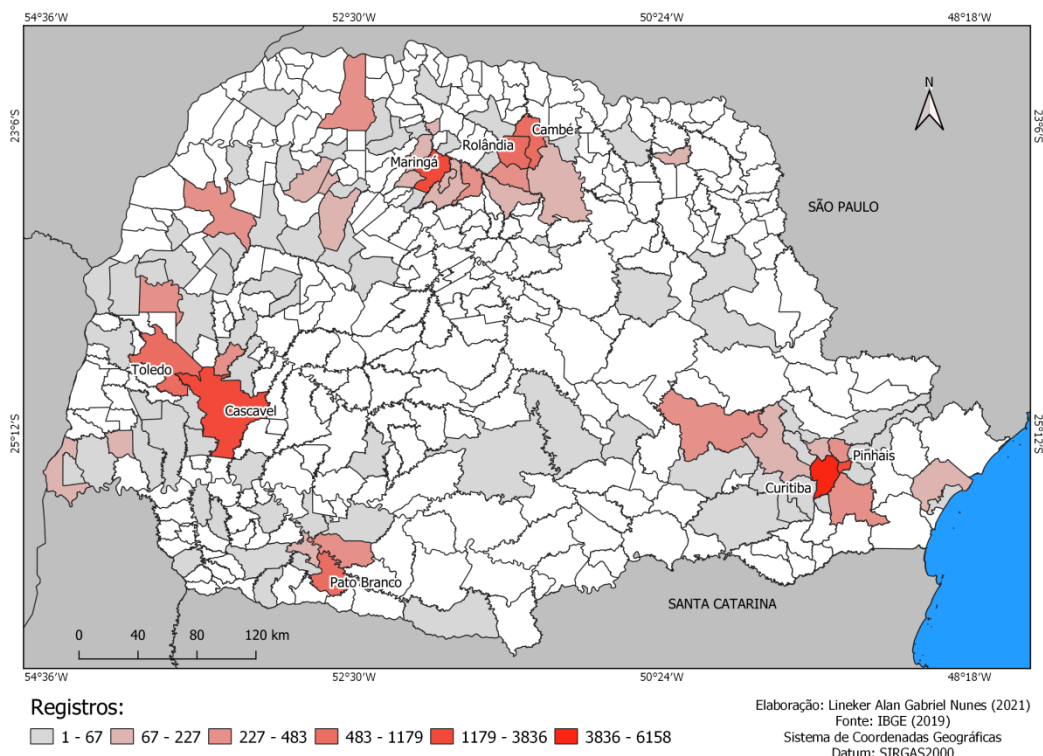 54°36'W 52°30'W 50°24'W 48°18'W
N
23°6'S 23°6'S
Cambé
Rolândia
Maringá
SÃO PAULO
Toledo
Cascavel
25°12'S 25°12'S
Pinhais
Curitiba
Pato Branco
SANTA CATARINA
0 40 80 120 km
54°36'W 52°30'W 50°24'W 48°18'W
Registros:
1 - 67 67 - 227 227 - 483 483 - 1179 1179 - 3836 3836 - 6158
Elaboração: Lineker Alan Gabriel Nunes (2021)
Fonte: IBGE (2019)
Sistema de Coordenadas Geográficas
Datum: SIRGAS2000